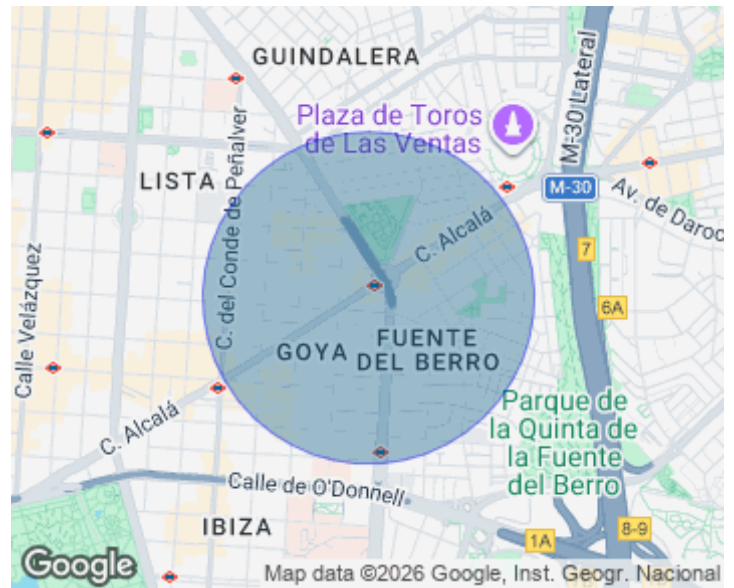 GUINDALERA
Plaza de Toros
de Las Ventas
M-30 Lateral
LISTA
C. del Conde de Peñalver
M-30
Av. de Daroc
C. Alcalá
7
Calle Velázquez
6A
GOYA
FUENTE
DEL BERRO
C. Alcalá
Parque de
la Quinta de
la Fuente
del Berro
Calle de O'Donnell
IBIZA
8-9
1A
Google
Map data ©2026 Google, Inst. Geogr. Nacional